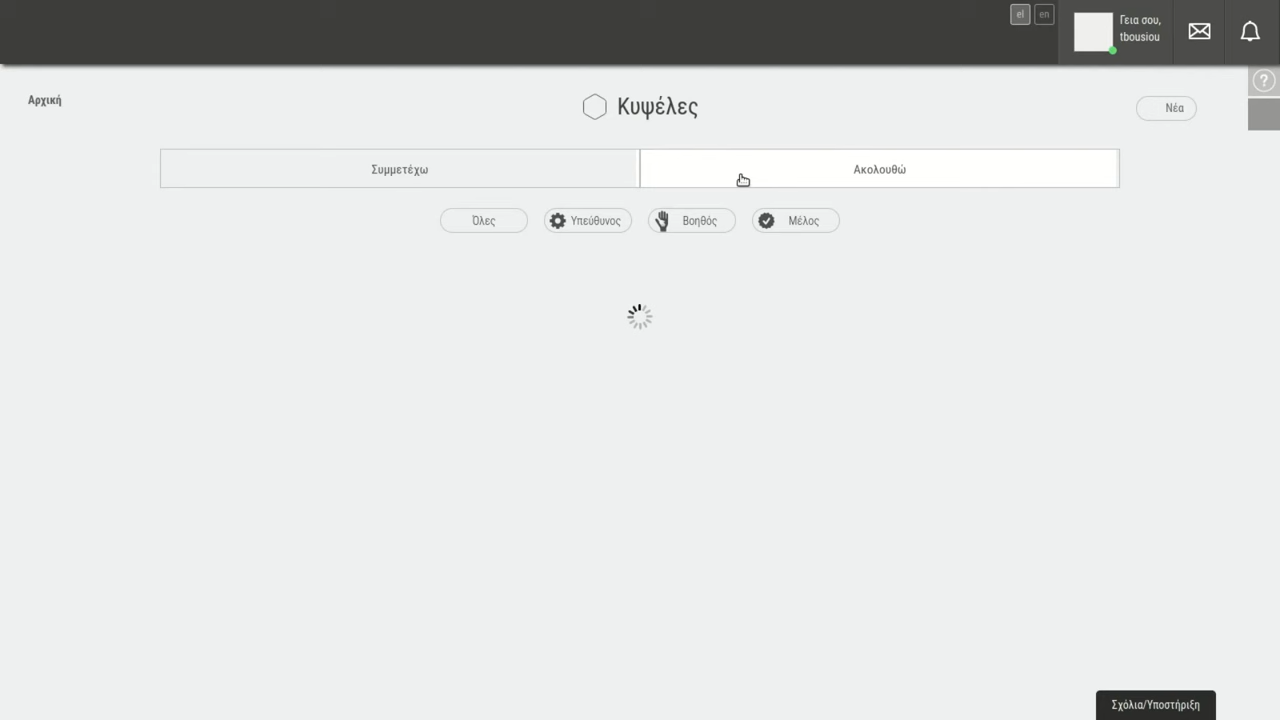 el en
Γεια σου,
tbousiou
?
Αρχική
Κυψέλες
Νέα
Συμμετέχω
Ακολουθώ
Όλες
Υπεύθυνος
Βοηθός
Μέλος
Σχόλια/Υποστήριξη